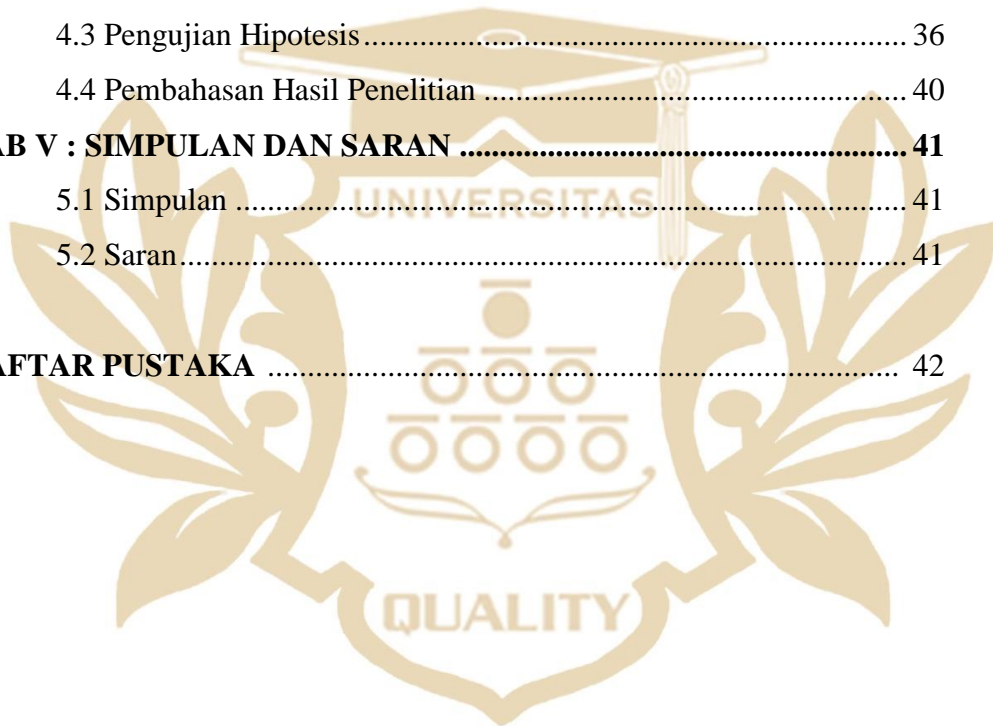 4.3 Pengujian Hipotesis.................................................................... 36
4.4 Pembahasan Hasil Penelitian ..................................................... 40
AB V : SIMPULAN DAN SARAN ........................................................ 41
UNIVERSITAS
5.1 Simpulan .................................................................................... 41
5.2 Saran........................................................................................... 41
AFTAR PUSTAKA ............................................................................... 42
QUALITY